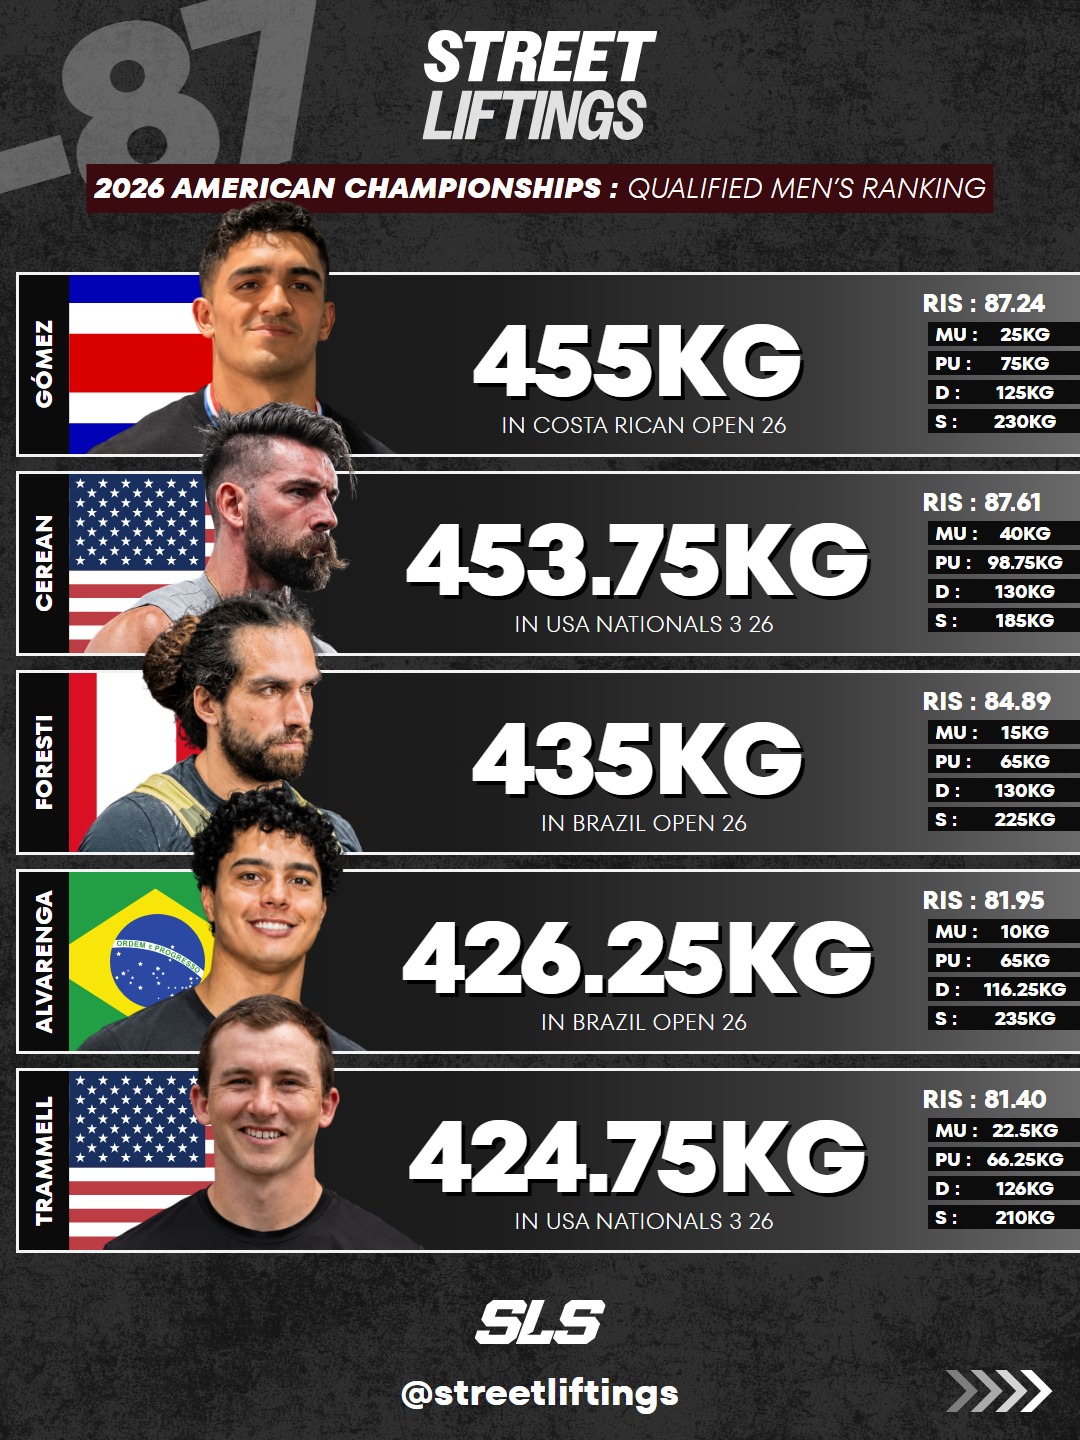 -87
STREET
LIFTINGS
2026 AMERICAN CHAMPIONSHIPS : QUALIFIED MEN'S RANKING
GÓMEZ
455KG
IN COSTA RICAN OPEN 26
RIS : 87.24
MU : 25KG
PU : 75KG
D : 125KG
S : 230KG
CEREAN
453.75KG
IN USA NATIONALS 3 26
RIS : 87.61
MU : 40KG
PU : 98.75KG
D : 130KG
S : 185KG
FORESTI
435KG
IN BRAZIL OPEN 26
RIS : 84.89
MU : 15KG
PU : 65KG
D : 130KG
S : 225KG
ALVARENGA
ORDEM E PROGRESSO
426.25KG
IN BRAZIL OPEN 26
RIS : 81.95
MU : 10KG
PU : 65KG
D : 116.25KG
S : 235KG
TRAMMELL
424.75KG
IN USA NATIONALS 3 26
RIS : 81.40
MU : 22.5KG
PU : 66.25KG
D : 126KG
S : 210KG
SLS
@streetliftings